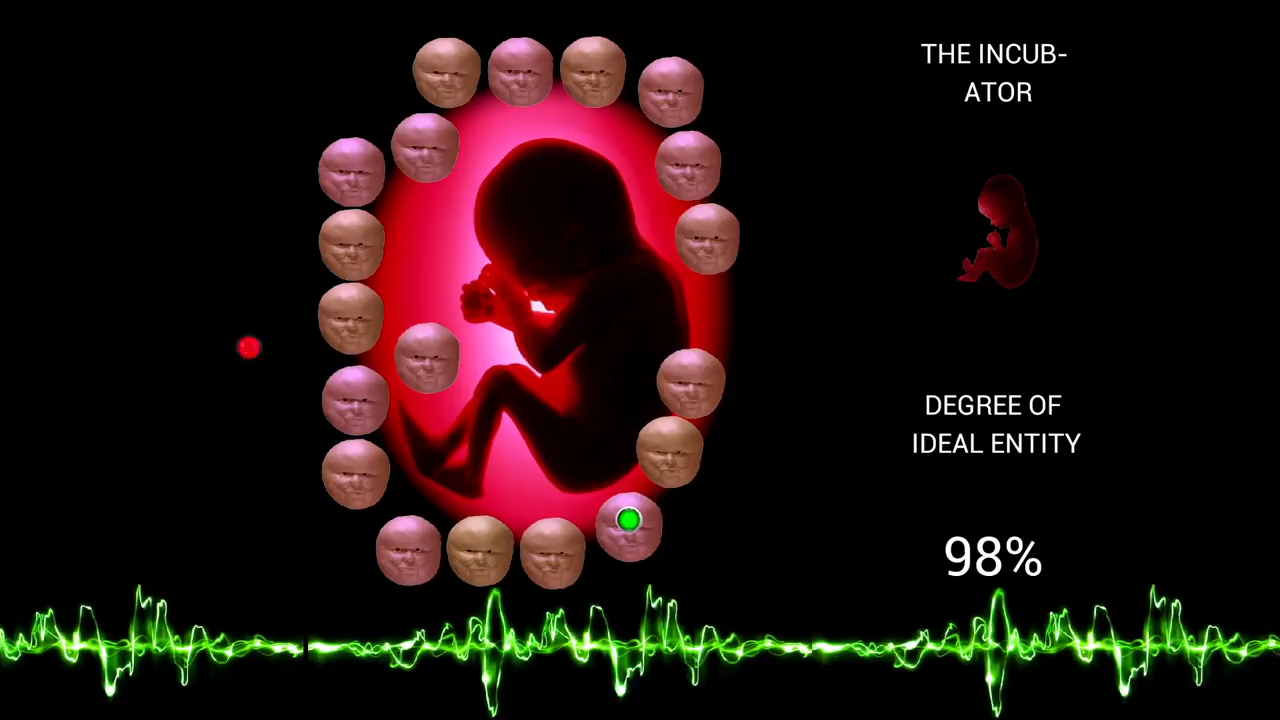 THE INCUB-
ATOR
DEGREE OF
IDEAL ENTITY
98%